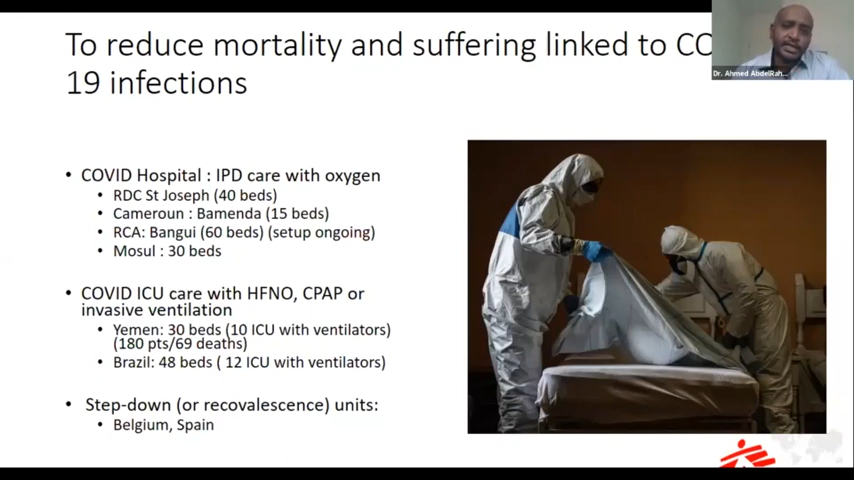 To reduce mortality and suffering linked to CO
19 infections
Dr. Ahmed AbdelRah...
• COVID Hospital : IPD care with oxygen
• RDC St Joseph (40 beds)
• Cameroun : Bamenda (15 beds)
• RCA: Bangui (60 beds) (setup ongoing)
• Mosul : 30 beds
• COVID ICU care with HFNO, CPAP or
invasive ventilation
• Yemen: 30 beds (10 ICU with ventilators)
(180 pts/69 deaths)
• Brazil: 48 beds ( 12 ICU with ventilators)
• Step-down (or recovalescence) units:
• Belgium, Spain